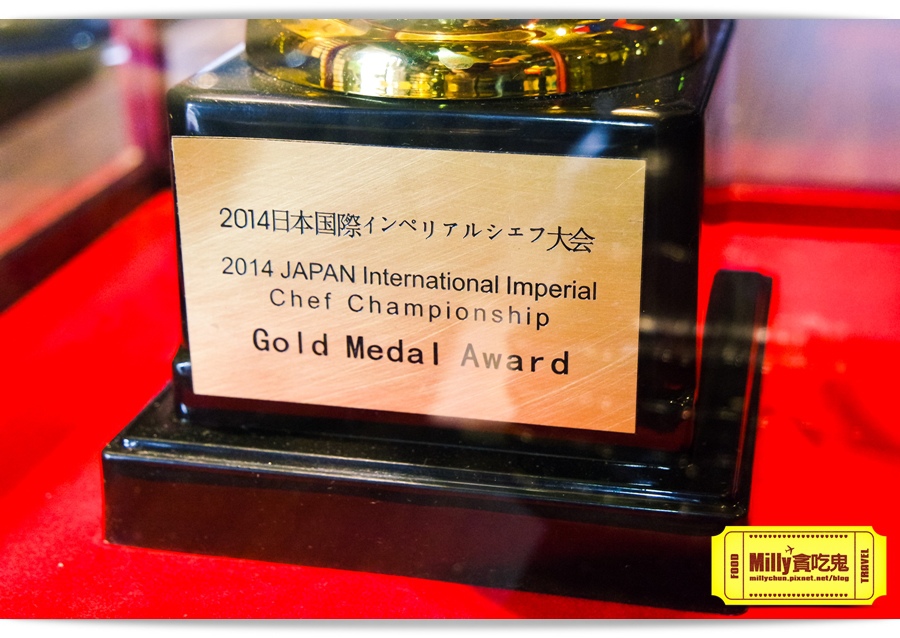 2014日本国際インペリアルシェフ大会
2014 JAPAN International Imperial
Chef Championship
Gold Medal Award
FOOD
Milly貪吃鬼
millychun.pixnet.net/blog
TRAVEL